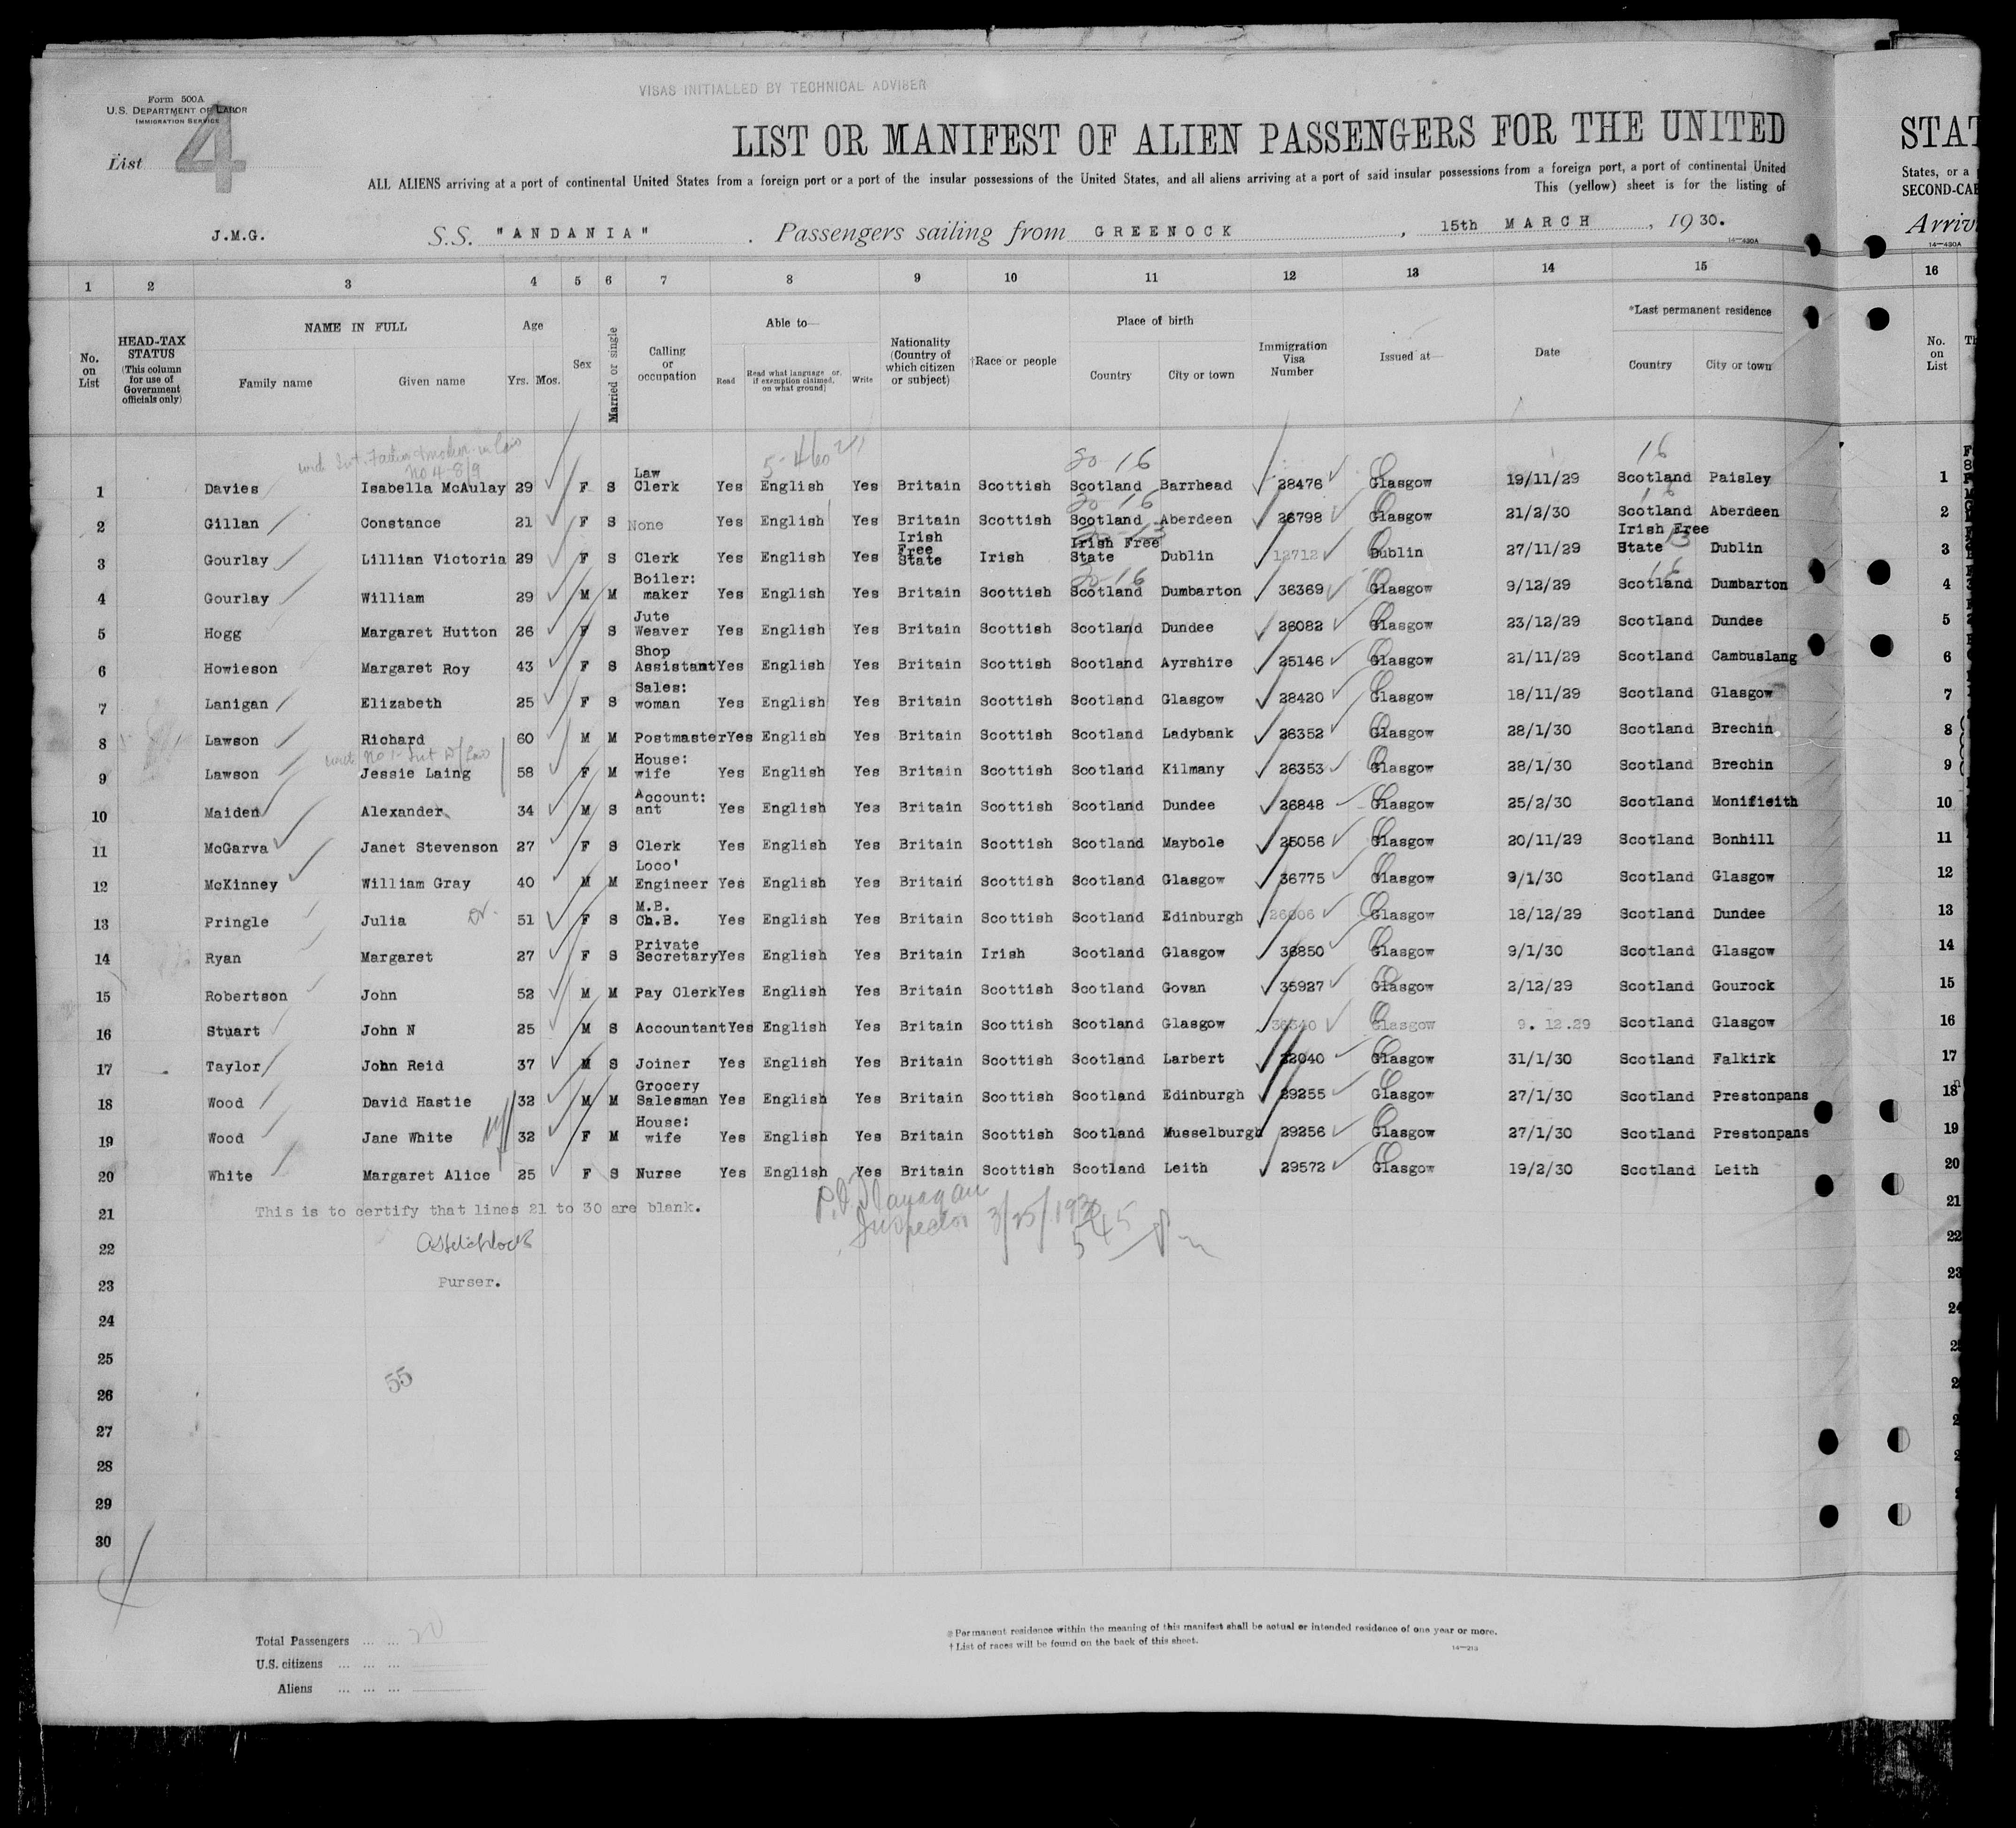 VISAS INITIALLED BY TECHNICAL ADVISER
Form 500A
U.S. DEPARTMENT OF LABOR
IMMIGRATION SERVICE
List 4
LIST OR MANIFEST OF ALIEN PASSENGERS FOR THE UNITED STAT
ALL ALIENS arriving at a port of continental United States from a foreign port or a port of the insular possessions of the United States, and all aliens arriving at a port of said insular possessions from a foreign port, a port of continental United States, or a
This (yellow) sheet is for the listing of SECOND-CAB
J.M.G. S.S. "ANDANIA" . Passengers sailing from GREENOCK , 15th MARCH , 1930. Arriv
14—430A 14—430A
1 2 3 4 5 6 7 8 9 10 11 12 13 14 15 16
No. on List HEAD-TAX STATUS (This column for use of Government officials only) NAME IN FULL Family name Given name Age Yrs. Mos. Sex Married or single Calling or occupation Able to— Read Read what language or, if exemption claimed, on what ground] Write Nationality (Country of which citizen or subject) †Race or people Place of birth Country City or town Immigration Visa Number Issued at— Date *Last permanent residence Country City or town No. on List
1 Davies Isabella McAulay 29 F S Law Clerk Yes English Yes Britain Scottish Scotland Barrhead 28476 Glasgow 19/11/29 Scotland Paisley 1
2 Gillan Constance 21 F S None Yes English Yes Britain Scottish Scotland Aberdeen 26798 Glasgow 21/2/30 Scotland Aberdeen 2
3 Gourlay Lillian Victoria 29 F S Clerk Yes English Yes Irish Free State Irish Irish Free State Dublin 12712 Dublin 27/11/29 Irish Free State Dublin 3
4 Gourlay William 29 M M Boiler: maker Yes English Yes Britain Scottish Scotland Dumbarton 36369 Glasgow 9/12/29 Scotland Dumbarton 4
5 Hogg Margaret Hutton 26 F S Jute Weaver Yes English Yes Britain Scottish Scotland Dundee 26082 Glasgow 23/12/29 Scotland Dundee 5
6 Howieson Margaret Roy 43 F S Shop Assistant Yes English Yes Britain Scottish Scotland Ayrshire 25146 Glasgow 21/11/29 Scotland Cambuslang 6
7 Lanigan Elizabeth 25 F S Sales: woman Yes English Yes Britain Scottish Scotland Glasgow 28420 Glasgow 18/11/29 Scotland Glasgow 7
8 Lawson Richard 60 M M Postmaster Yes English Yes Britain Scottish Scotland Ladybank 26352 Glasgow 28/1/30 Scotland Brechin 8
9 Lawson Jessie Laing 58 F M House: wife Yes English Yes Britain Scottish Scotland Kilmany 26353 Glasgow 28/1/30 Scotland Brechin 9
10 Maiden Alexander 34 M S Account: ant Yes English Yes Britain Scottish Scotland Dundee 26848 Glasgow 25/2/30 Scotland Monifieith 10
11 McGarva Janet Stevenson 27 F S Clerk Yes English Yes Britain Scottish Scotland Maybole 25056 Glasgow 20/11/29 Scotland Bonhill 11
12 McKinney William Gray 40 M M Loco' Engineer Yes English Yes Britain Scottish Scotland Glasgow 36775 Glasgow 9/1/30 Scotland Glasgow 12
13 Pringle Julia Dr. 51 F S M.B. Ch.B. Yes English Yes Britain Scottish Scotland Edinburgh Glasgow 18/12/29 Scotland Dundee 13
14 Ryan Margaret 27 F S Private Secretary Yes English Yes Britain Irish Scotland Glasgow 36850 Glasgow 9/1/30 Scotland Glasgow 14
15 Robertson John 52 M M Pay Clerk Yes English Yes Britain Scottish Scotland Govan 35927 Glasgow 2/12/29 Scotland Gourock 15
16 Stuart John N 25 M S Accountant Yes English Yes Britain Scottish Scotland Glasgow Glasgow 9.12.29 Scotland Glasgow 16
17 Taylor John Reid 37 M S Joiner Yes English Yes Britain Scottish Scotland Larbert 32040 Glasgow 31/1/30 Scotland Falkirk 17
18 Wood David Hastie 32 M M Grocery Salesman Yes English Yes Britain Scottish Scotland Edinburgh 29255 Glasgow 27/1/30 Scotland Prestonpans 18
19 Wood Jane White 32 F M House: wife Yes English Yes Britain Scottish Scotland Musselburgh 29256 Glasgow 27/1/30 Scotland Prestonpans 19
20 White Margaret Alice 25 F S Nurse Yes English Yes Britain Scottish Scotland Leith 29572 Glasgow 19/2/30 Scotland Leith 20
21 This is to certify that lines 21 to 30 are blank. 21
Inspector 3/25/1930
545
22 22
23 Purser. 23
24
25
55
26
27
28
29
30
Total Passengers ... ... 20
U.S. citizens ... ... ...
Aliens ... ... ...
*Permanent residence within the meaning of this manifest shall be actual or intended residence of one year or more.
†List of races will be found on the back of this sheet.
14—213